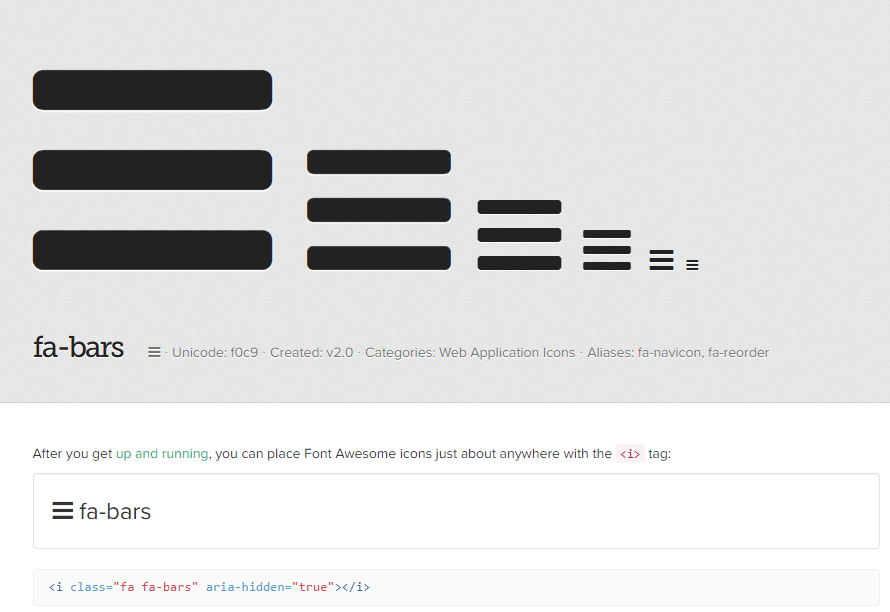 fa-bars · Unicode: f0c9 · Created: v2.0 · Categories: Web Application Icons · Aliases: fa-navicon, fa-reorder
After you get up and running, you can place Font Awesome icons just about anywhere with the <i> tag:
fa-bars
<i class="fa fa-bars" aria-hidden="true"></i>